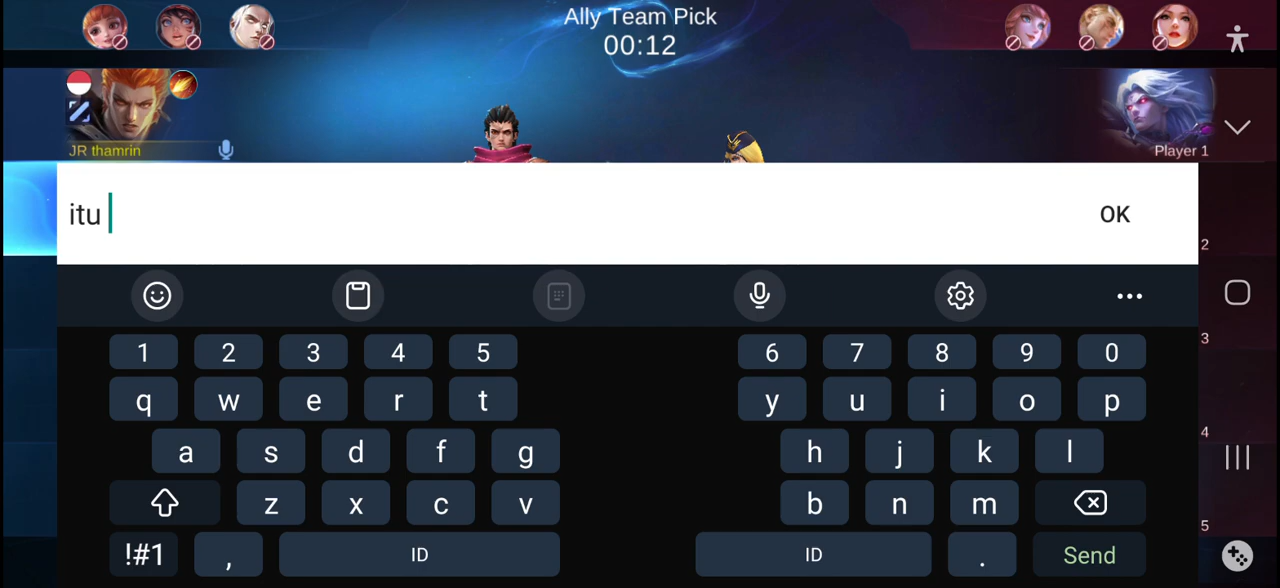 Ally Team Pick
00:12
JR thamrin
Player 1
itu
OK
2
3
4
5
1 2 3 4 5 6 7 8 9 0
q w e r t y u i o p
a s d f g h j k l
z x c v b n m
!#1 , ID ID . Send